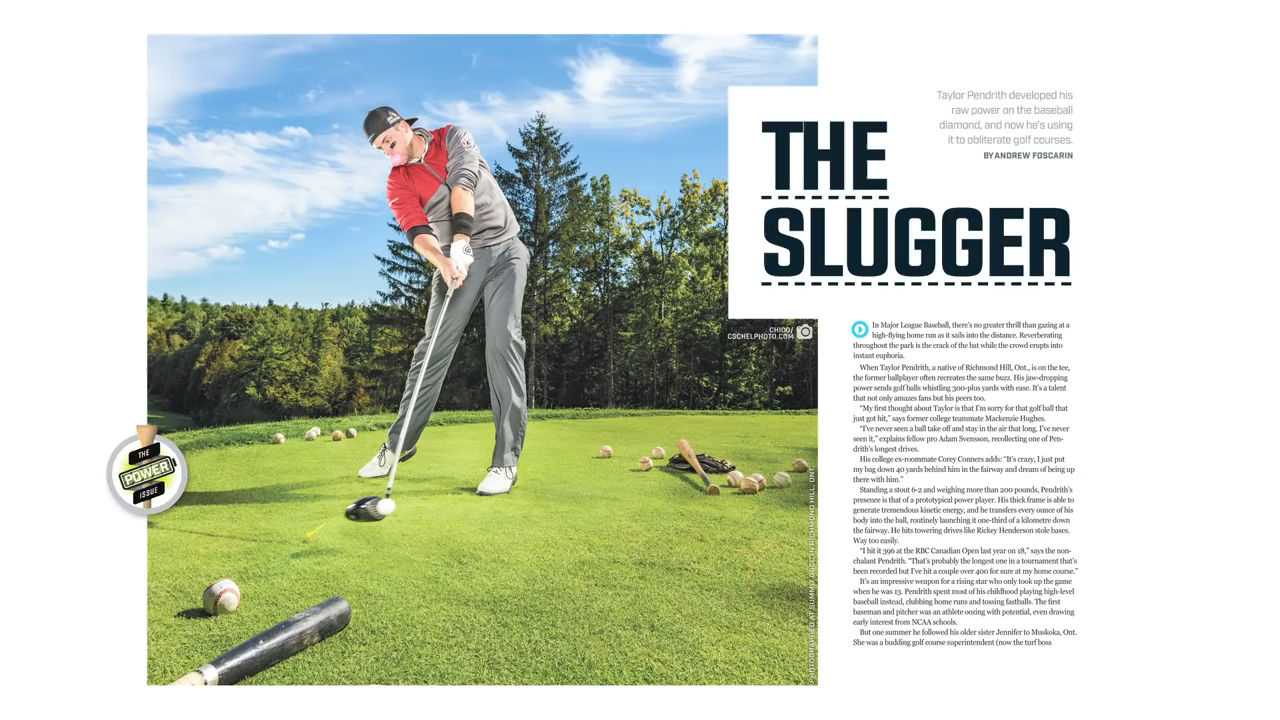 Taylor Pendrith developed his
raw power on the baseball
diamond, and now he's using
it to obliterate golf courses.
BY ANDREW FOSCARIN
THE
SLUGGER
CHICO/
CSCHELPHOTO.COM
THE
POWER
ISSUE
PHOTOGRAPHED AT SUMMIT G&CC IN RICHMOND HILL, ONT.
In Major League Baseball, there's no greater thrill than gazing at a
high-flying home run as it sails into the distance. Reverberating
throughout the park is the crack of the bat while the crowd erupts into
instant euphoria.
When Taylor Pendrith, a native of Richmond Hill, Ont., is on the tee,
the former ballplayer often recreates the same buzz. His jaw-dropping
power sends golf balls whistling 300-plus yards with ease. It's a talent
that not only amazes fans but his peers too.
"My first thought about Taylor is that I'm sorry for that golf ball that
just got hit," says former college teammate Mackenzie Hughes.
"I've never seen a ball take off and stay in the air that long. I've never
seen it," explains fellow pro Adam Svensson, recollecting one of Pen-
drith's longest drives.
His college ex-roommate Corey Conners adds: "It's crazy, I just put
my bag down 40 yards behind him in the fairway and dream of being up
there with him."
Standing a stout 6-2 and weighing more than 200 pounds, Pendrith's
presence is that of a prototypical power player. His thick frame is able to
generate tremendous kinetic energy, and he transfers every ounce of his
body into the ball, routinely launching it one-third of a kilometre down
the fairway. He hits towering drives like Rickey Henderson stole bases.
Way too easily.
"I hit it 396 at the RBC Canadian Open last year on 18," says the non-
chalant Pendrith. "That's probably the longest one in a tournament that's
been recorded but I've hit a couple over 400 for sure at my home course."
It's an impressive weapon for a rising star who only took up the game
when he was 13. Pendrith spent most of his childhood playing high-level
baseball instead, clubbing home runs and tossing fastballs. The first
baseman and pitcher was an athlete oozing with potential, even drawing
early interest from NCAA schools.
But one summer he followed his older sister Jennifer to Muskoka, Ont.
She was a budding golf course superintendent (now the turf boss